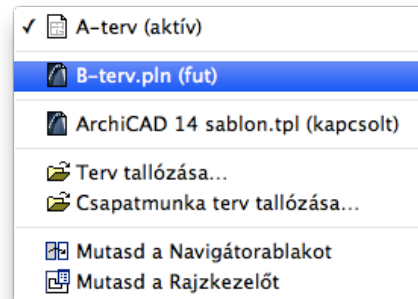 A-terv (aktív)
B-terv.pln (fut)
ArchiCAD 14 sablon.tpl (kapcsolt)
Terv tallózása...
Csapatmunka terv tallózása...
Mutasd a Navigátorablakot
Mutasd a Rajzkezelőt